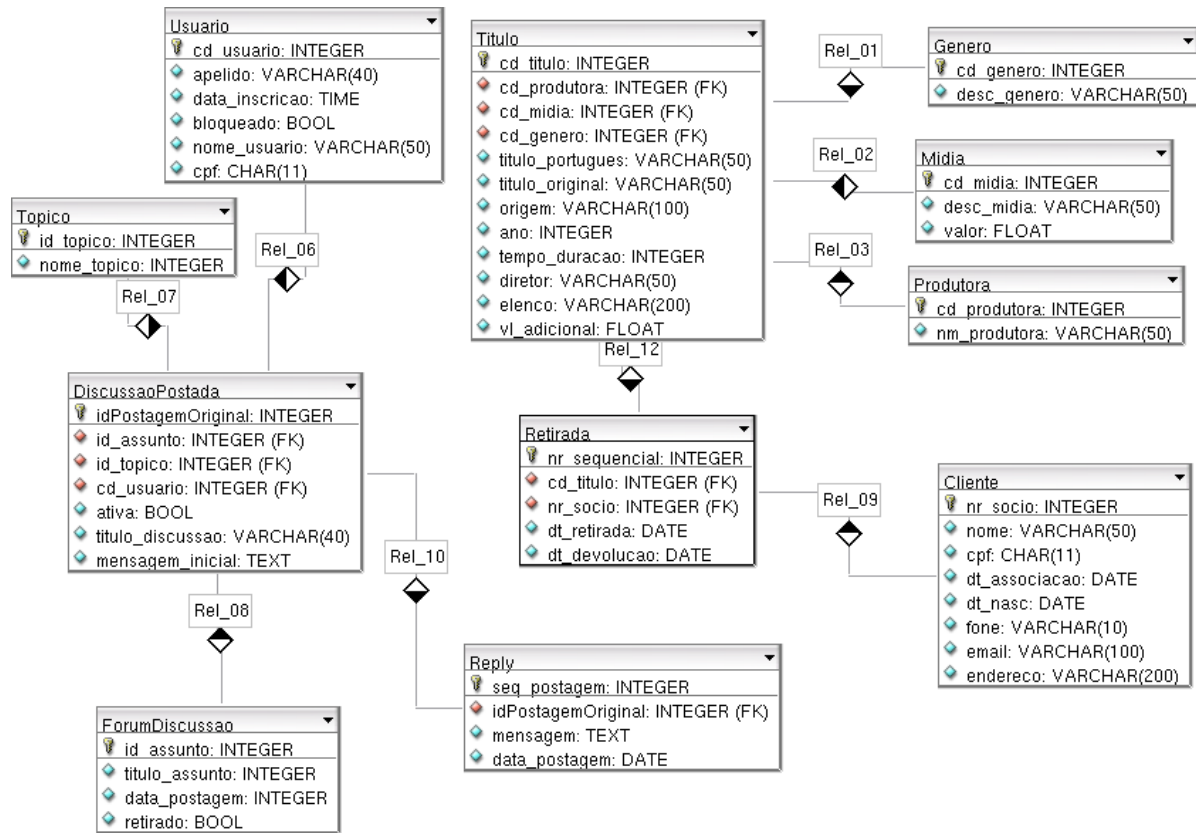 Usuario
cd_usuario: INTEGER
apelido: VARCHAR(40)
data_inscricao: TIME
bloqueado: BOOL
nome_usuario: VARCHAR(50)
cpf: CHAR(11)
Titulo
cd_titulo: INTEGER
cd_produtora: INTEGER (FK)
cd_midia: INTEGER (FK)
cd_genero: INTEGER (FK)
titulo_portugues: VARCHAR(50)
titulo_original: VARCHAR(50)
origem: VARCHAR(100)
ano: INTEGER
tempo_duracao: INTEGER
diretor: VARCHAR(50)
elenco: VARCHAR(200)
vl_adicional: FLOAT
Rel_01
Genero
cd_genero: INTEGER
desc_genero: VARCHAR(50)
Rel_02
Midia
cd_midia: INTEGER
desc_midia: VARCHAR(50)
valor: FLOAT
Rel_03
Produtora
cd_produtora: INTEGER
nm_produtora: VARCHAR(50)
Topico
id_topico: INTEGER
nome_topico: INTEGER
Rel_06
Rel_07
Rel_12
DiscussaoPostada
idPostagemOriginal: INTEGER
id_assunto: INTEGER (FK)
id_topico: INTEGER (FK)
cd_usuario: INTEGER (FK)
ativa: BOOL
titulo_discussao: VARCHAR(40)
mensagem_inicial: TEXT
Retirada
nr_sequencial: INTEGER
cd_titulo: INTEGER (FK)
nr_socio: INTEGER (FK)
dt_retirada: DATE
dt_devolucao: DATE
Rel_09
Cliente
nr_socio: INTEGER
nome: VARCHAR(50)
cpf: CHAR(11)
dt_associacao: DATE
dt_nasc: DATE
fone: VARCHAR(10)
email: VARCHAR(100)
endereco: VARCHAR(200)
Rel_10
Rel_08
Reply
seq_postagem: INTEGER
idPostagemOriginal: INTEGER (FK)
mensagem: TEXT
data_postagem: DATE
ForumDiscussao
id_assunto: INTEGER
titulo_assunto: INTEGER
data_postagem: INTEGER
retirado: BOOL